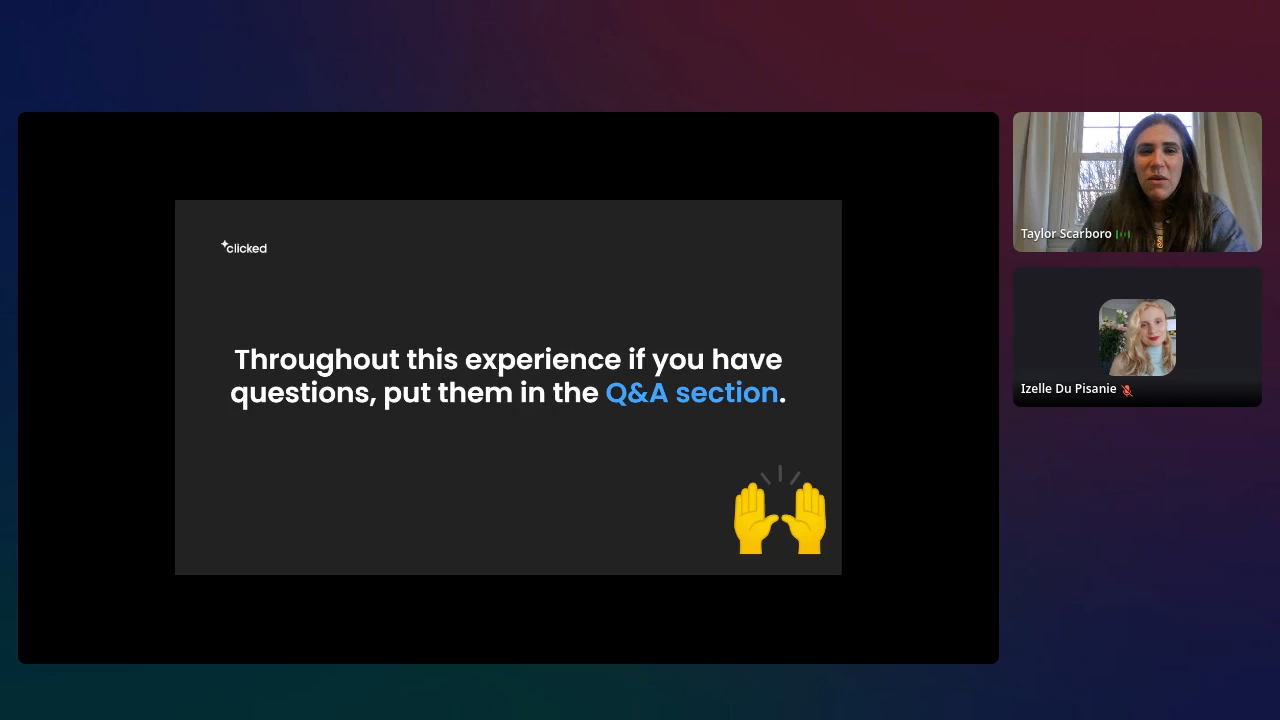 clicked
Throughout this experience if you have
questions, put them in the Q&A section.
Taylor Scarboro
Izelle Du Pisanie